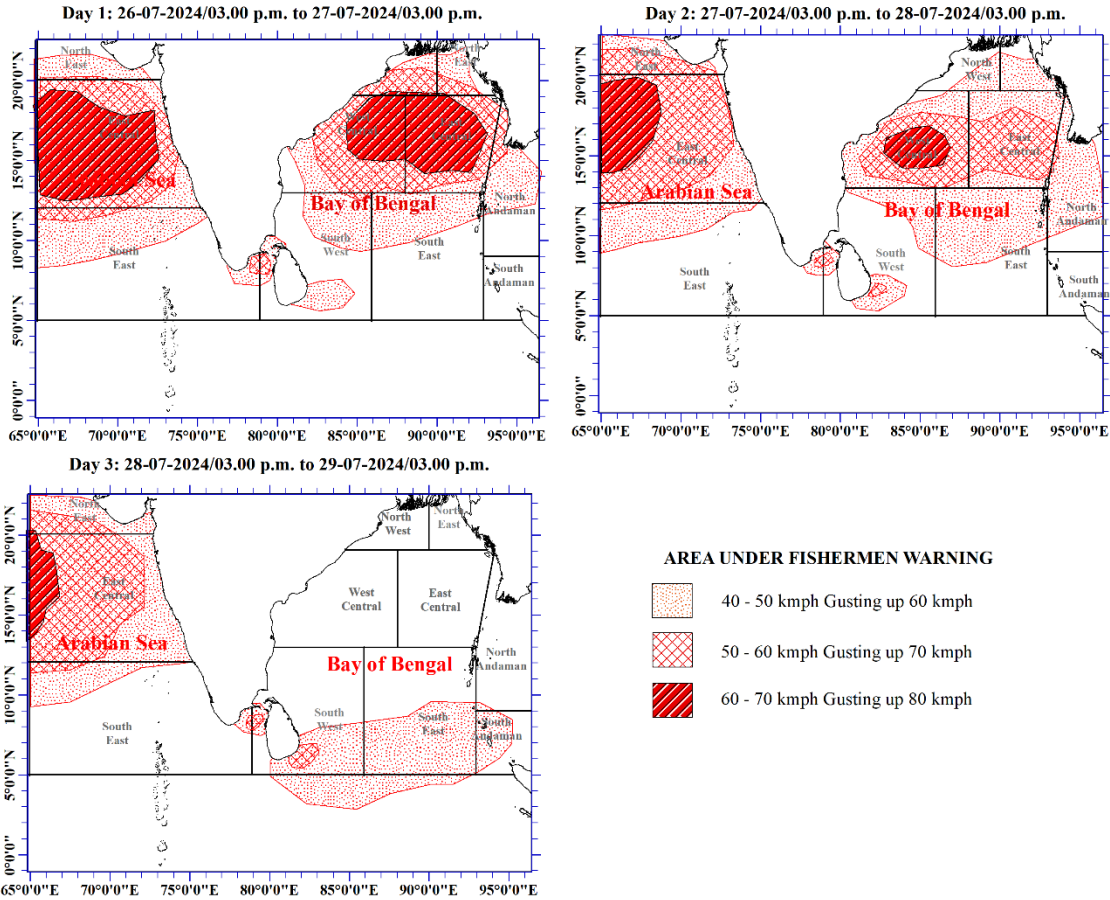 Day 1: 26-07-2024/03.00 p.m. to 27-07-2024/03.00 p.m.
North
East
North
East
West
Central
East
Central
East
Central
Arabian Sea
Bay of Bengal
North
Andaman
South
West
South
East
South
East
South
Andaman
20°0'0"N
15°0'0"N
10°0'0"N
5°0'0"N
0°0'0"
65°0'0"E 70°0'0"E 75°0'0"E 80°0'0"E 85°0'0"E 90°0'0"E 95°0'0"E
Day 2: 27-07-2024/03.00 p.m. to 28-07-2024/03.00 p.m.
North
East
North
West
East
Central
West
Central
East
Central
Arabian Sea
Bay of Bengal
North
Andaman
South
West
South
East
South
East
South
Andaman
20°0'0"N
15°0'0"N
10°0'0"N
5°0'0"N
0°0'0"
65°0'0"E 70°0'0"E 75°0'0"E 80°0'0"E 85°0'0"E 90°0'0"E 95°0'0"E
Day 3: 28-07-2024/03.00 p.m. to 29-07-2024/03.00 p.m.
North
East
North
West
North
East
East
Central
West
Central
East
Central
Arabian Sea
Bay of Bengal
North
Andaman
South
East
South
West
South
East
South
Andaman
20°0'0"N
15°0'0"N
10°0'0"N
5°0'0"N
0°0'0"
65°0'0"E 70°0'0"E 75°0'0"E 80°0'0"E 85°0'0"E 90°0'0"E 95°0'0"E
AREA UNDER FISHERMEN WARNING
40 - 50 kmph Gusting up 60 kmph
50 - 60 kmph Gusting up 70 kmph
60 - 70 kmph Gusting up 80 kmph